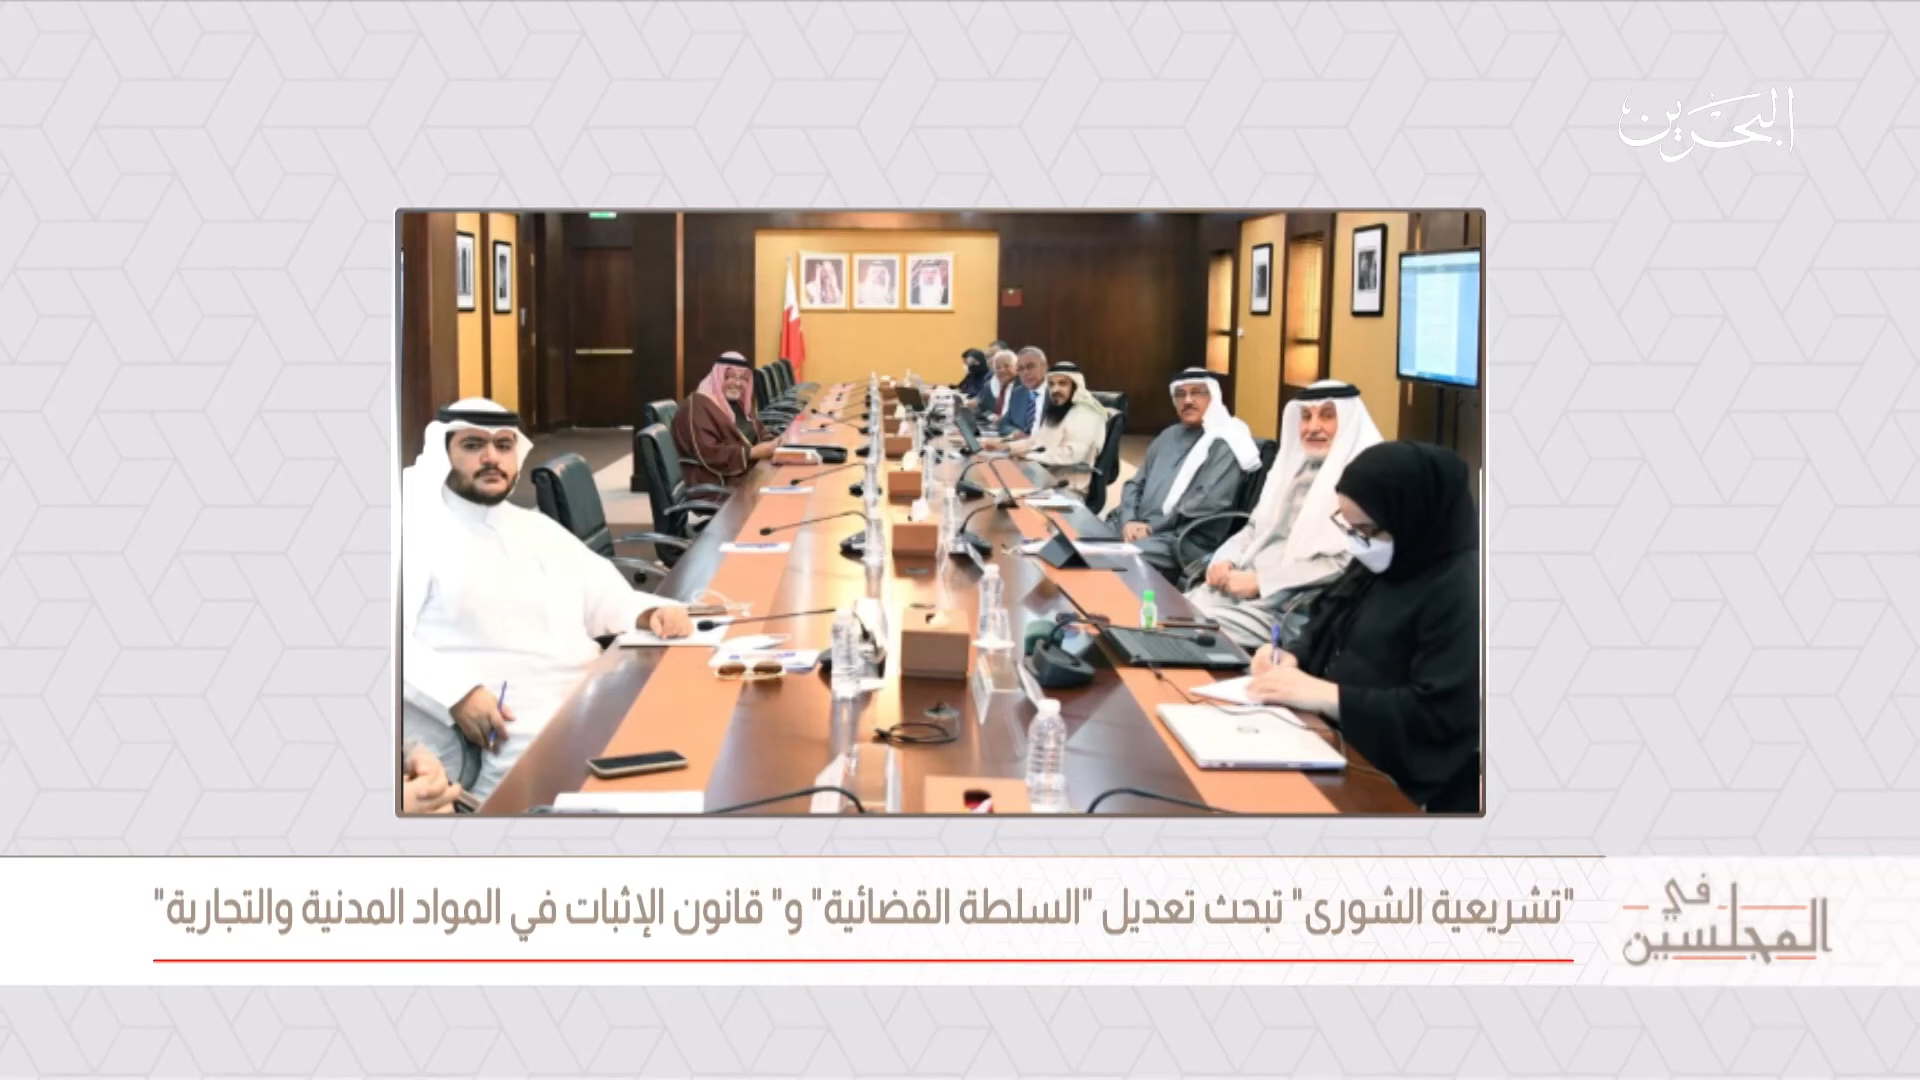 البحرين
"تشريعية الشورى" تبحث تعديل "السلطة القضائية" و" قانون الإثبات في المواد المدنية والتجارية"
في
المجلسين